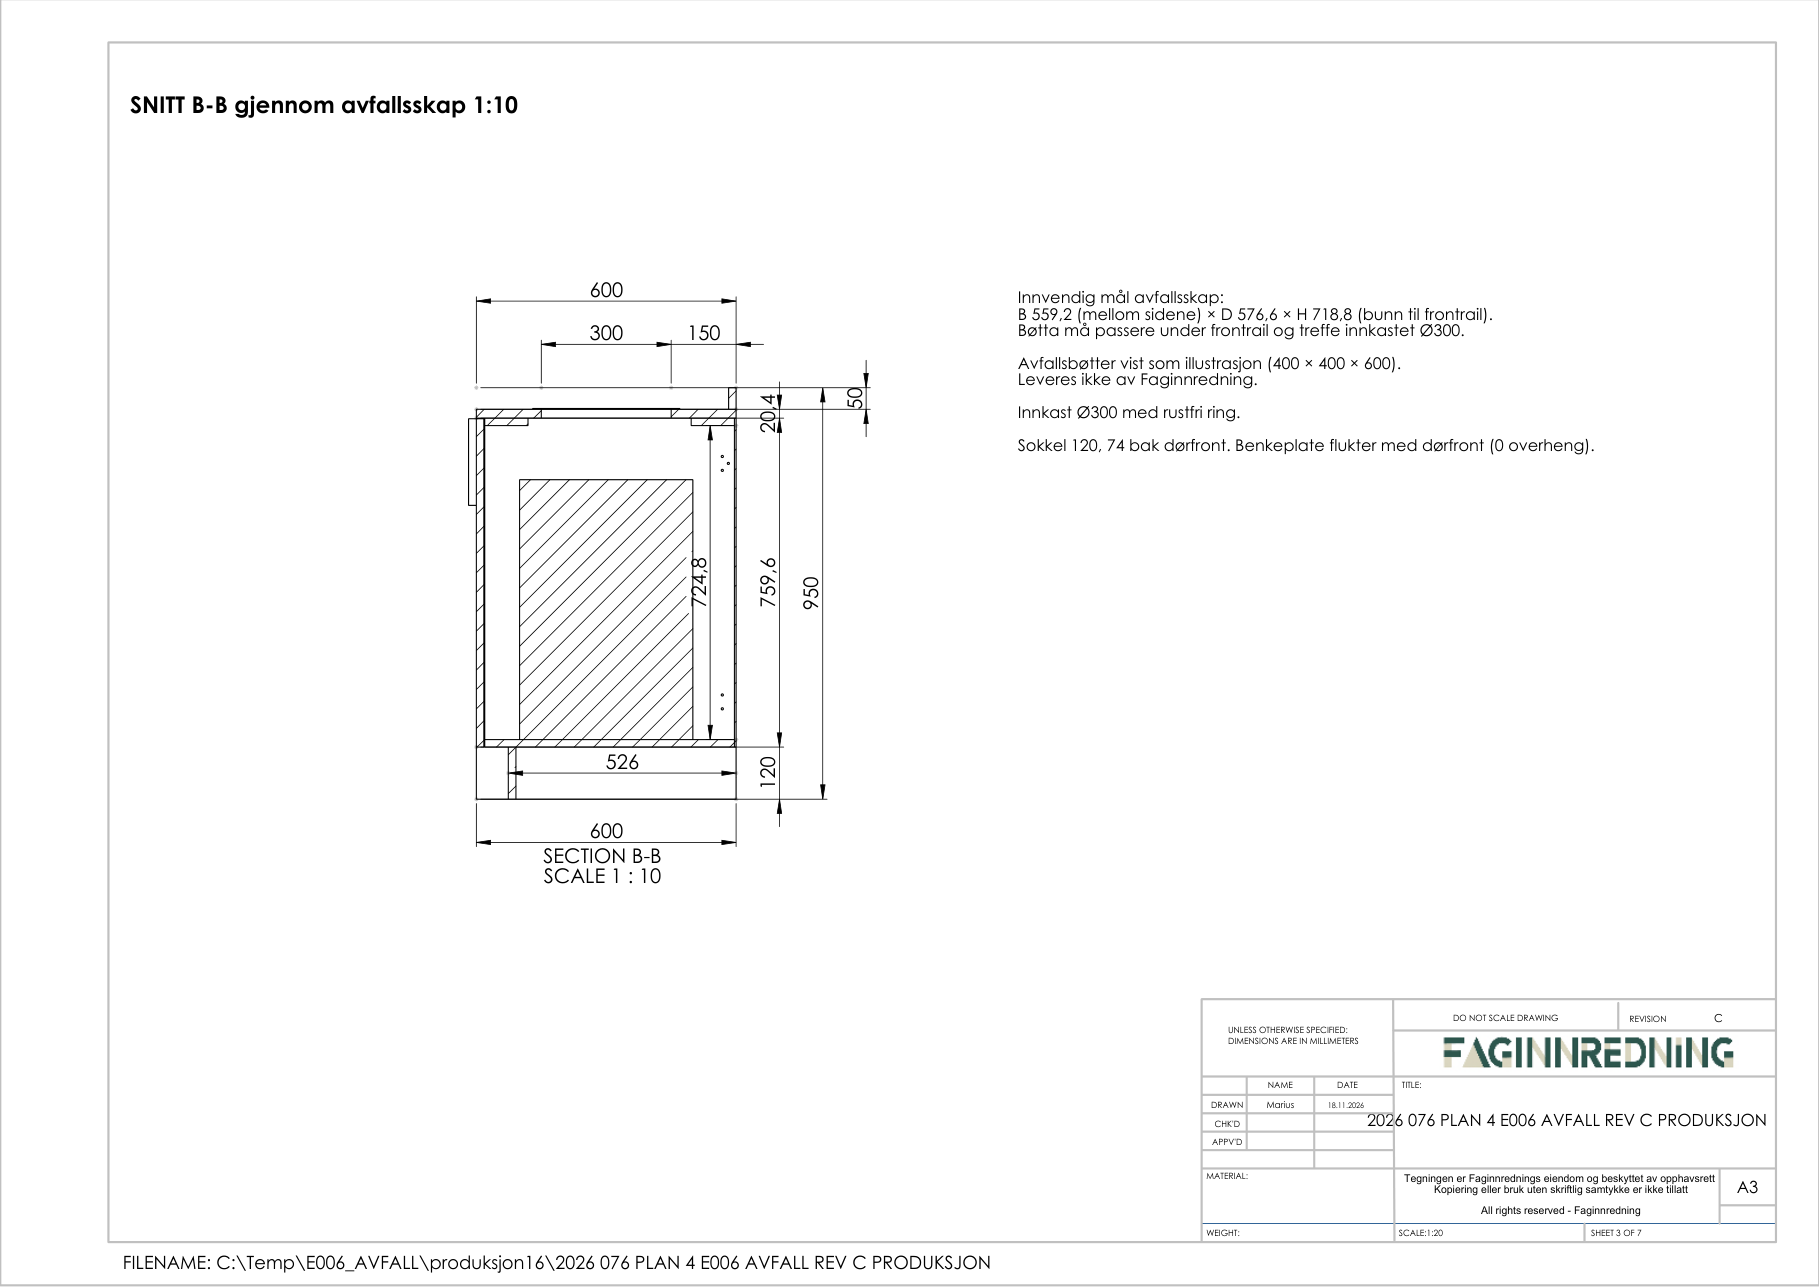 SNITT B-B gjennom avfallsskap 1:10
600
300
150
50
20,4
724,8
759,6
950
526
120
600
SECTION B-B
SCALE 1 : 10
Innvendig mål avfallsskap:
B 559,2 (mellom sidene) × D 576,6 × H 718,8 (bunn til frontrail).
Bøtta må passere under frontrail og treffe innkastet Ø300.
Avfallsbøtter vist som illustrasjon (400 × 400 × 600).
Leveres ikke av Faginnredning.
Innkast Ø300 med rustfri ring.
Sokkel 120, 74 bak dørfront. Benkeplate flukter med dørfront (0 overheng).
UNLESS OTHERWISE SPECIFIED:
DIMENSIONS ARE IN MILLIMETERS
DO NOT SCALE DRAWING
REVISION C
FAGINNREDNING
NAME DATE
TITLE:
DRAWN Marius 18.11.2026
CHK'D
APPV'D
2026 076 PLAN 4 E006 AVFALL REV C PRODUKSJON
MATERIAL:
Tegningen er Faginnrednings eiendom og beskyttet av opphavsrett
Kopiering eller bruk uten skriftlig samtykke er ikke tillatt
All rights reserved - Faginnredning
A3
WEIGHT:
SCALE:1:20
SHEET 3 OF 7
FILENAME: C:\Temp\E006_AVFALL\produksjon16\2026 076 PLAN 4 E006 AVFALL REV C PRODUKSJON